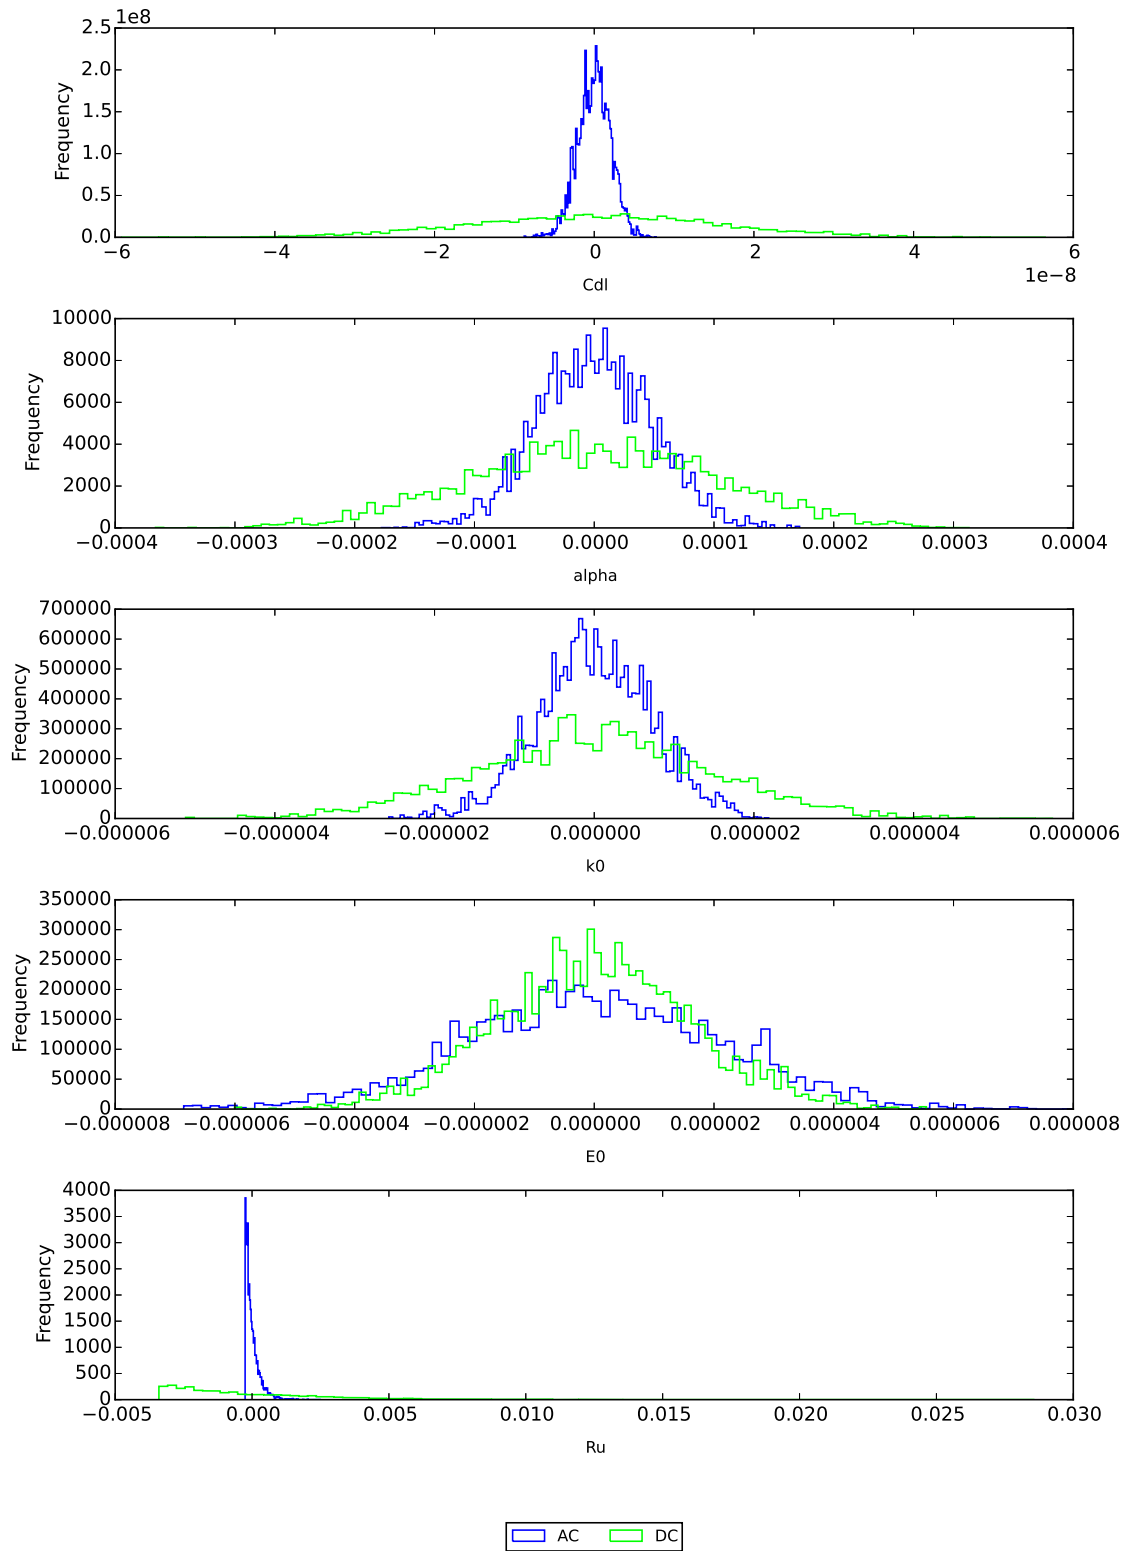 1e8
2.5
2.0
1.5
1.0
0.5
0.0
Frequency
−6 −4 −2 0 2 4 6
1e−8
Cdl
10000
8000
6000
4000
2000
0
Frequency
−0.0004 −0.0003 −0.0002 −0.0001 0.0000 0.0001 0.0002 0.0003 0.0004
alpha
700000
600000
500000
400000
300000
200000
100000
0
Frequency
−0.000006 −0.000004 −0.000002 0.000000 0.000002 0.000004 0.000006
k0
350000
300000
250000
200000
150000
100000
50000
0
Frequency
−0.000008 −0.000006 −0.000004 −0.000002 0.000000 0.000002 0.000004 0.000006 0.000008
E0
4000
3500
3000
2500
2000
1500
1000
500
0
Frequency
−0.005 0.000 0.005 0.010 0.015 0.020 0.025 0.030
Ru
AC DC